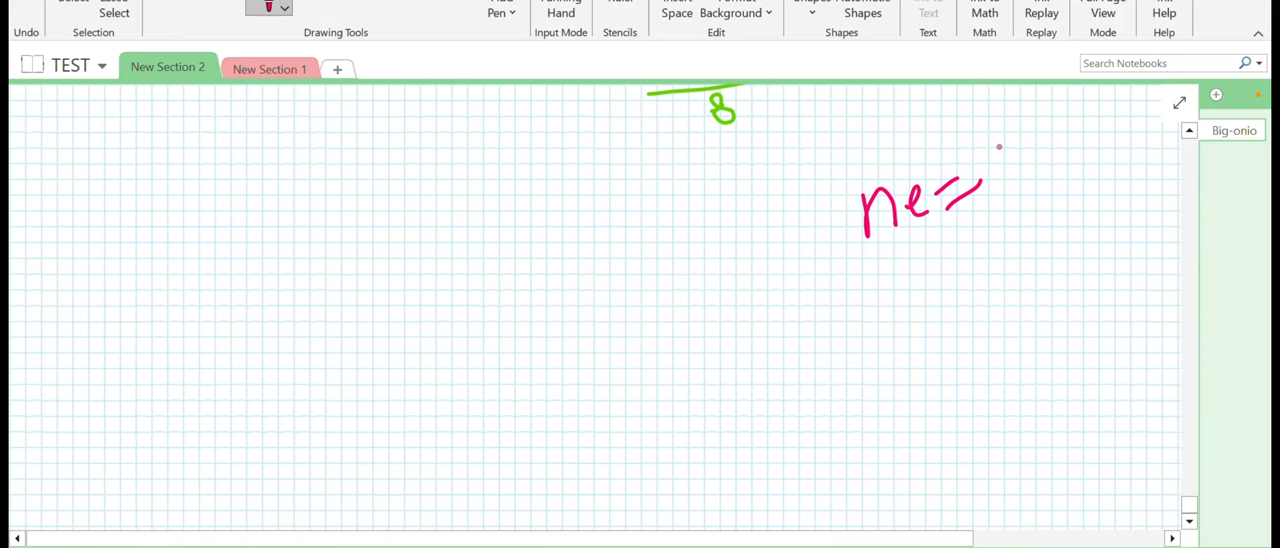 Select
Select
Pen
Hand
Space Background
Shapes
Text
Math
Replay
View
Help
Undo
Selection
Drawing Tools
Input Mode
Stencils
Edit
Shapes
Text
Math
Replay
Mode
Help
TEST
New Section 2
New Section 1
+
Search Notebooks
8
Big-onio
ne=